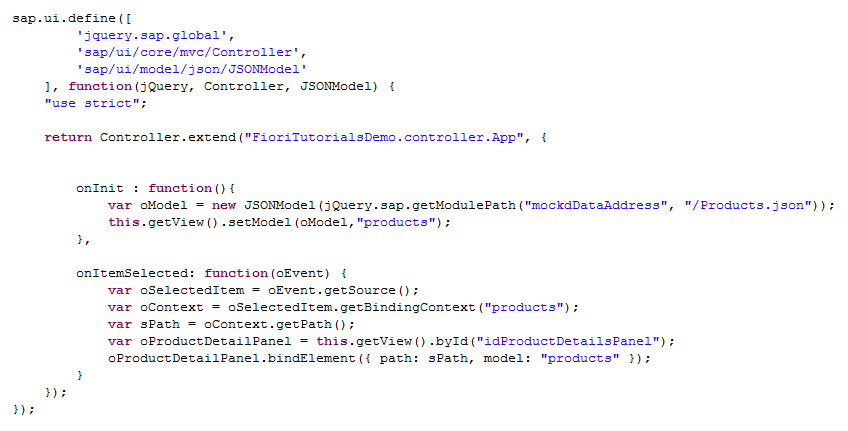 sap.ui.define([
        'jquery.sap.global',
        'sap/ui/core/mvc/Controller',
        'sap/ui/model/json/JSONModel'
    ], function(jQuery, Controller, JSONModel) {
    "use strict";

    return Controller.extend("FioriTutorialsDemo.controller.App", {


        onInit : function(){
            var oModel = new JSONModel(jQuery.sap.getModulePath("mockdDataAddress", "/Products.json"));
            this.getView().setModel(oModel,"products");
        },

        onItemSelected: function(oEvent) {
            var oSelectedItem = oEvent.getSource();
            var oContext = oSelectedItem.getBindingContext("products");
            var sPath = oContext.getPath();
            var oProductDetailPanel = this.getView().byId("idProductDetailsPanel");
            oProductDetailPanel.bindElement({ path: sPath, model: "products" });
        }
    });
});